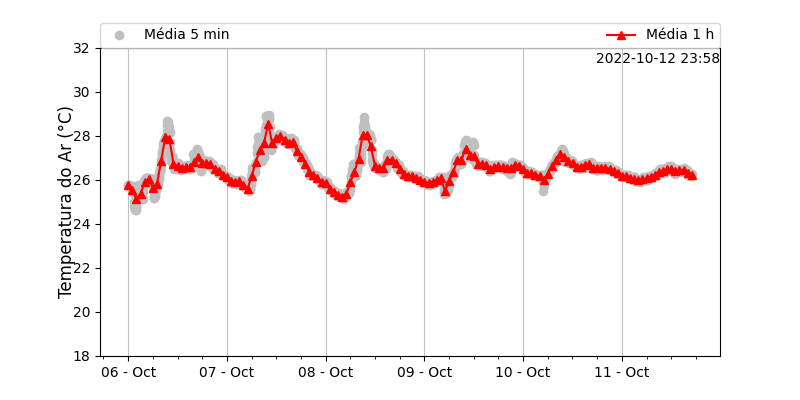 Média 5 min
Média 1 h
2022-10-12 23:58
Temperatura do Ar (°C)
32
30
28
26
24
22
20
18
06 - Oct
07 - Oct
08 - Oct
09 - Oct
10 - Oct
11 - Oct